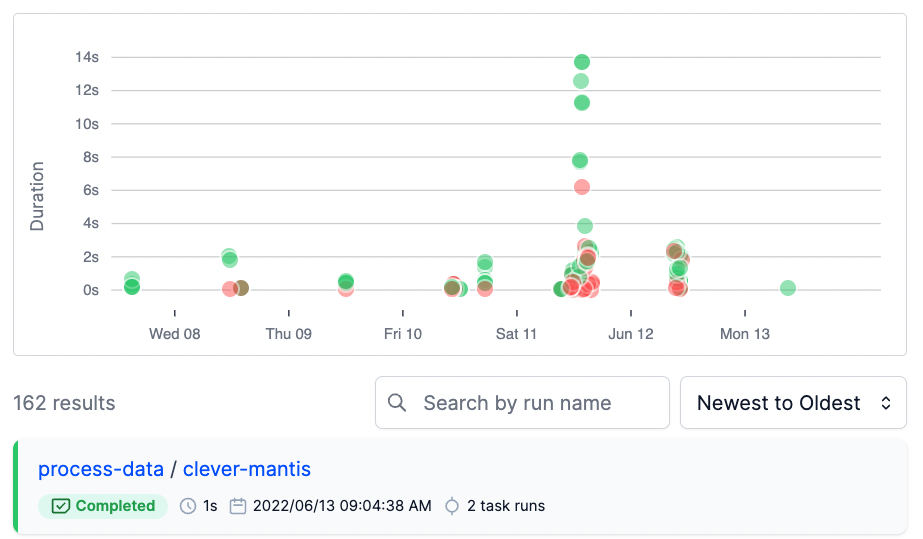 14s
12s
10s
8s
6s
4s
2s
0s
Duration
Wed 08 Thu 09 Fri 10 Sat 11 Jun 12 Mon 13
162 results Search by run name Newest to Oldest
process-data / clever-mantis
Completed 1s 2022/06/13 09:04:38 AM 2 task runs